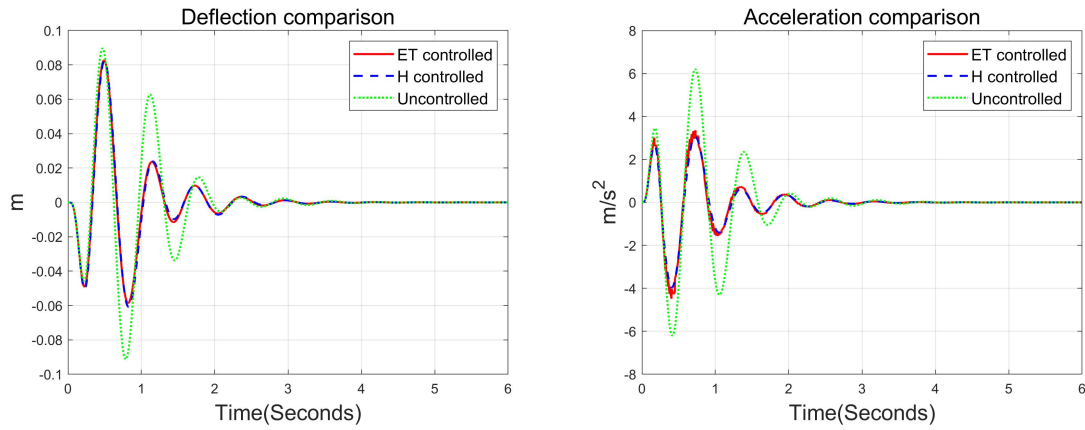 Deflection comparison
0.1
0.08
0.06
0.04
0.02
0
-0.02
-0.04
-0.06
-0.08
-0.1
m
ET controlled
H controlled
Uncontrolled
0 1 2 3 4 5 6
Time(Seconds)
Acceleration comparison
8
6
4
2
0
-2
-4
-6
-8
m/s²
ET controlled
H controlled
Uncontrolled
0 1 2 3 4 5 6
Time(Seconds)